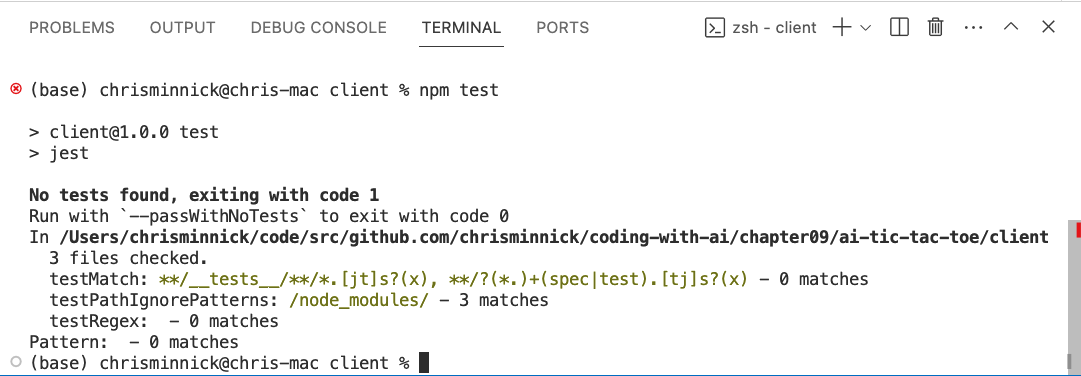 PROBLEMS OUTPUT DEBUG CONSOLE TERMINAL PORTS zsh - client
(base) chrisminnick@chris-mac client % npm test
> client@1.0.0 test
> jest
No tests found, exiting with code 1
Run with `--passWithNoTests` to exit with code 0
In /Users/chrisminnick/code/src/github.com/chrisminnick/coding-with-ai/chapter09/ai-tic-tac-toe/client
3 files checked.
testMatch: **/__tests__/**/*.[jt]s?(x), **/?(*.)+(spec|test).[tj]s?(x) - 0 matches
testPathIgnorePatterns: /node_modules/ - 3 matches
testRegex:  - 0 matches
Pattern:  - 0 matches
(base) chrisminnick@chris-mac client %